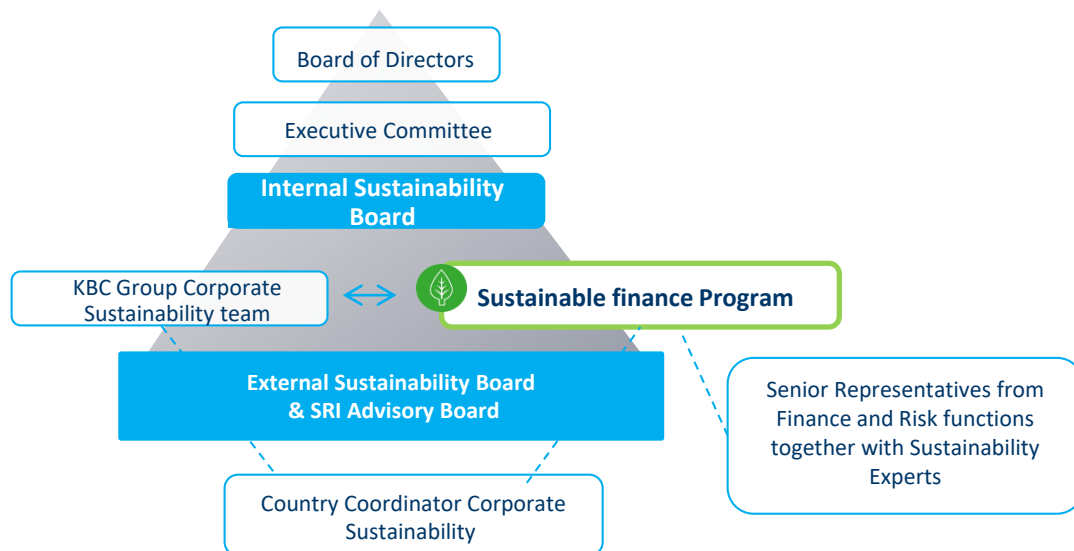 Board of Directors
Executive Committee
Internal Sustainability
Board
KBC Group Corporate
Sustainability team
Sustainable finance Program
External Sustainability Board
& SRI Advisory Board
Senior Representatives from
Finance and Risk functions
together with Sustainability
Experts
Country Coordinator Corporate
Sustainability